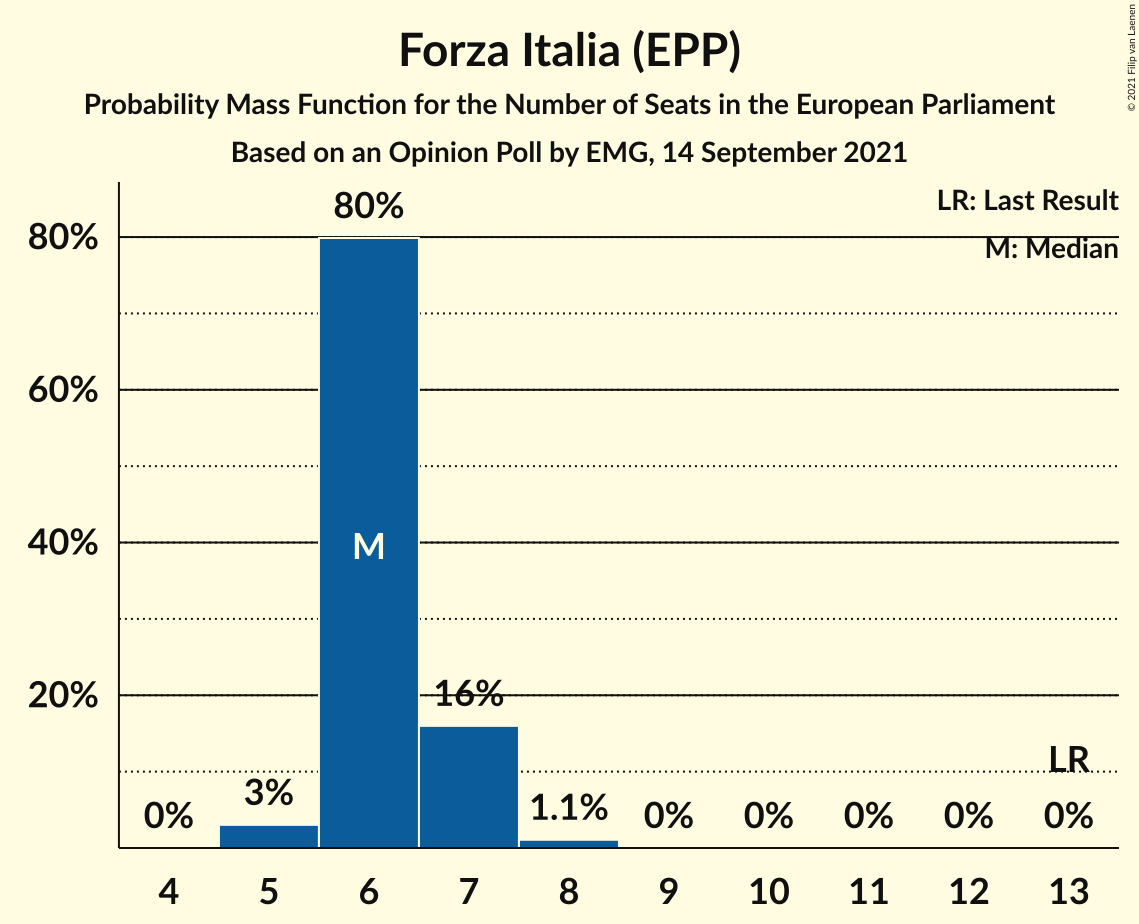 Forza Italia (EPP)
Probability Mass Function for the Number of Seats in the European Parliament
Based on an Opinion Poll by EMG, 14 September 2021
© 2021 Filip van Laenen
LR: Last Result
M: Median
80%
60%
40%
20%
0%
3%
80%
M
16%
1.1%
0%
0%
0%
0%
LR
0%
4 5 6 7 8 9 10 11 12 13